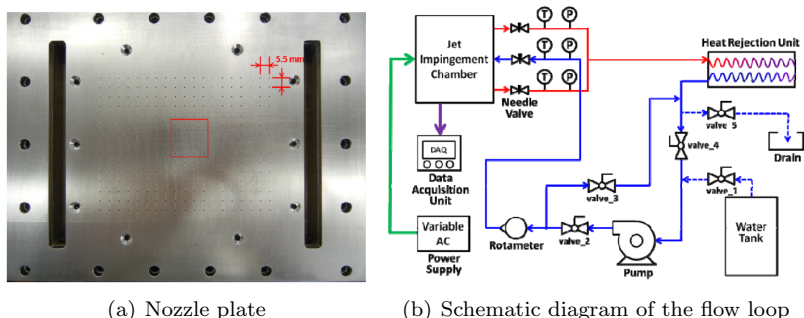 5.5 mm
T P
Jet
Impingement
Chamber
T P
T P
Needle
Valve
Heat Rejection Unit
valve_5
Drain
valve_4
DAQ
Data
Acquisition
Unit
valve_3
valve_1
Variable
AC
Power
Supply
Rotameter
valve_2
Pump
Water
Tank
(a) Nozzle plate
(b) Schematic diagram of the flow loop